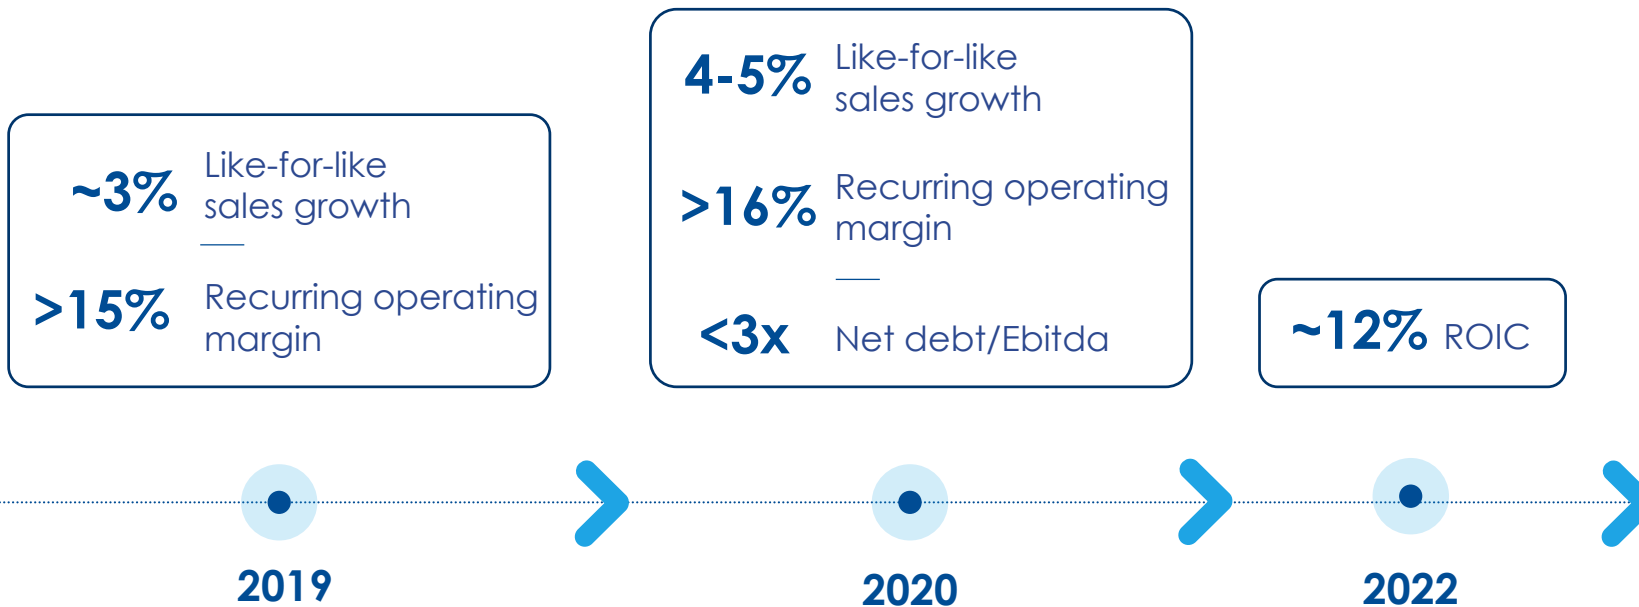 ~3% Like-for-like
sales growth
>15% Recurring operating
margin
2019
4-5% Like-for-like
sales growth
>16% Recurring operating
margin
<3x Net debt/Ebitda
2020
~12% ROIC
2022